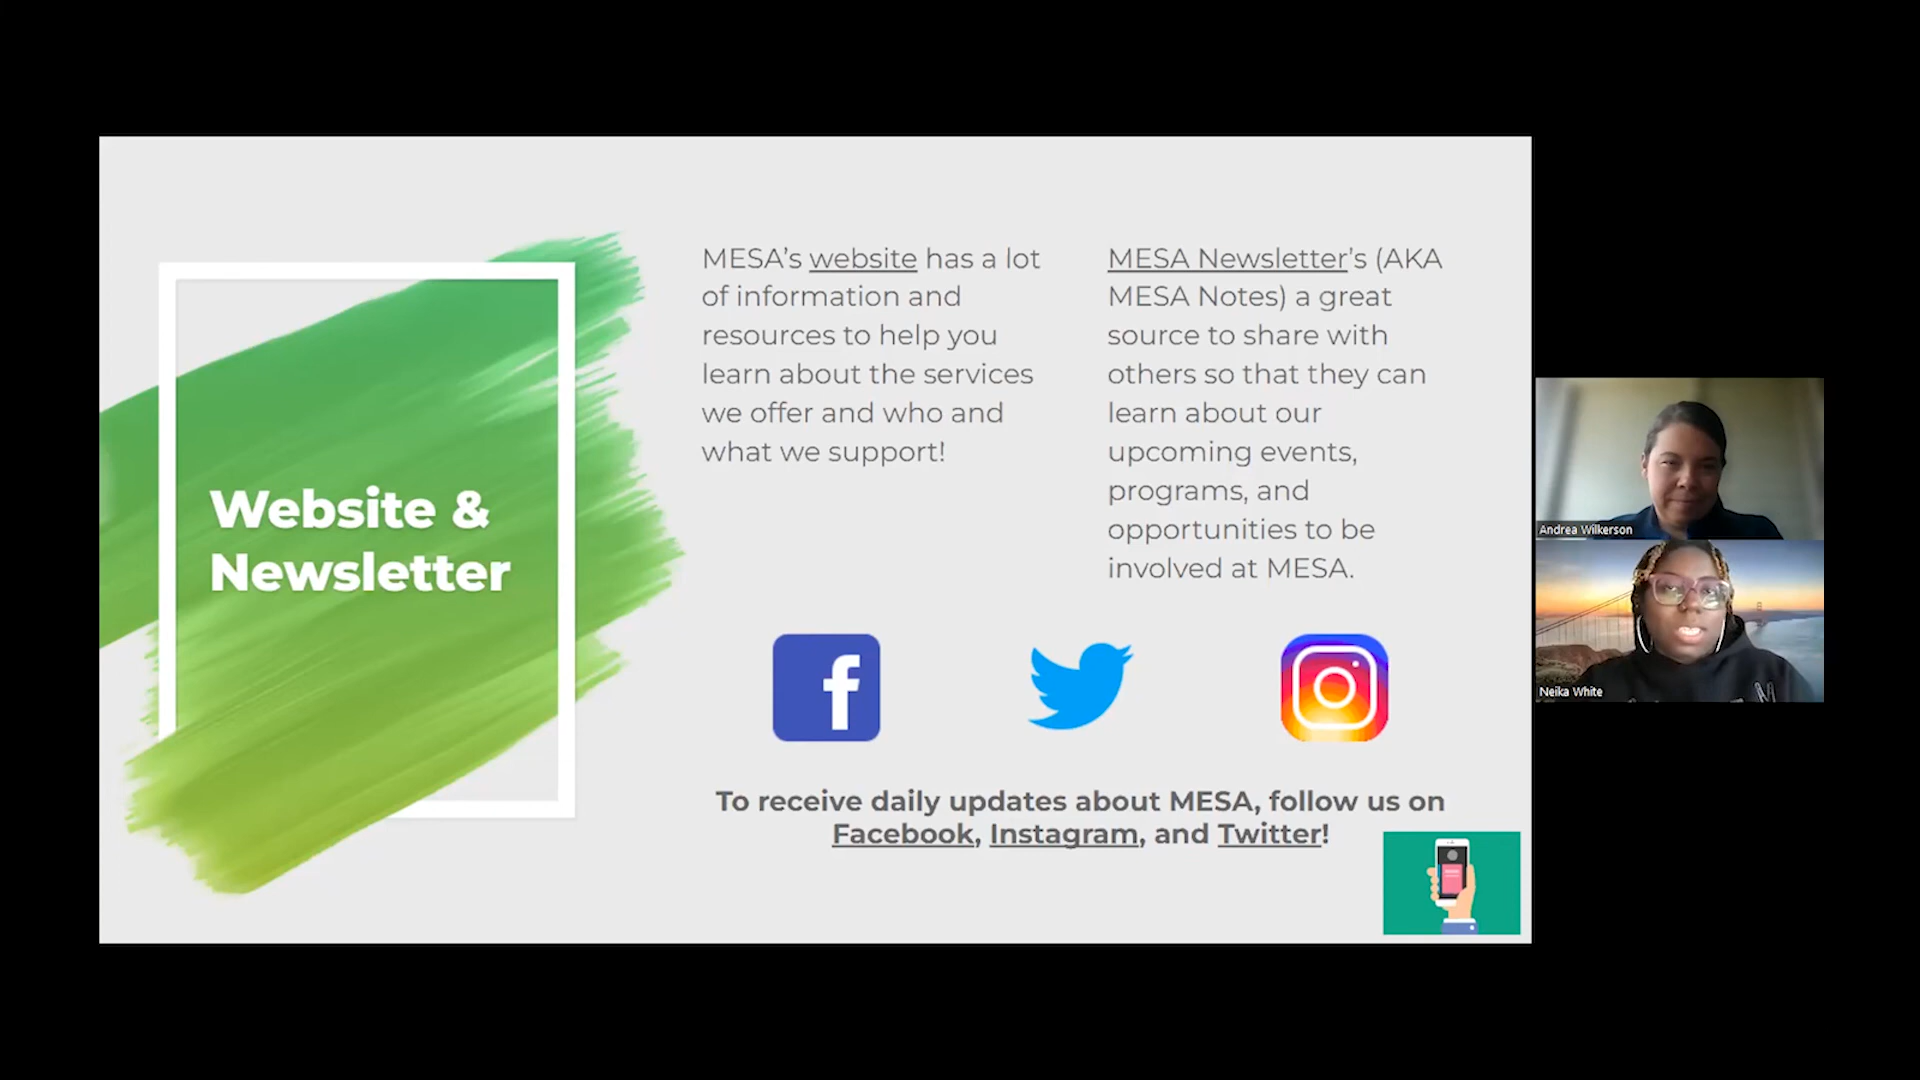 Website &
Newsletter
MESA’s website has a lot
of information and
resources to help you
learn about the services
we offer and who and
what we support!
MESA Newsletter’s (AKA
MESA Notes) a great
source to share with
others so that they can
learn about our
upcoming events,
programs, and
opportunities to be
involved at MESA.
To receive daily updates about MESA, follow us on
Facebook, Instagram, and Twitter!
Andrea Wilkerson
Neika White